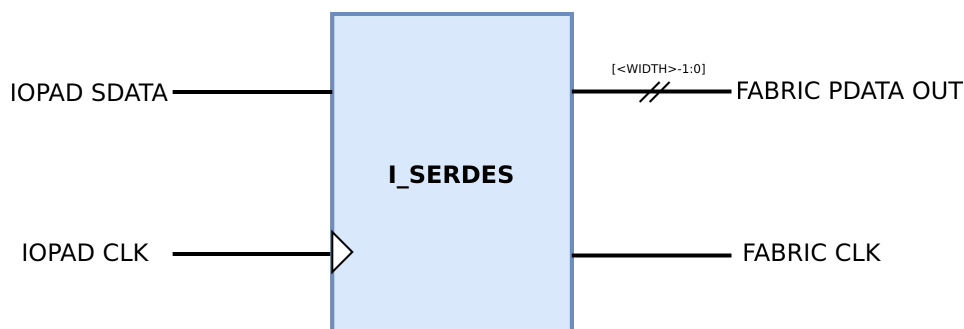 [<WIDTH>-1:0]
IOPAD SDATA
FABRIC PDATA OUT
I_SERDES
IOPAD CLK
FABRIC CLK